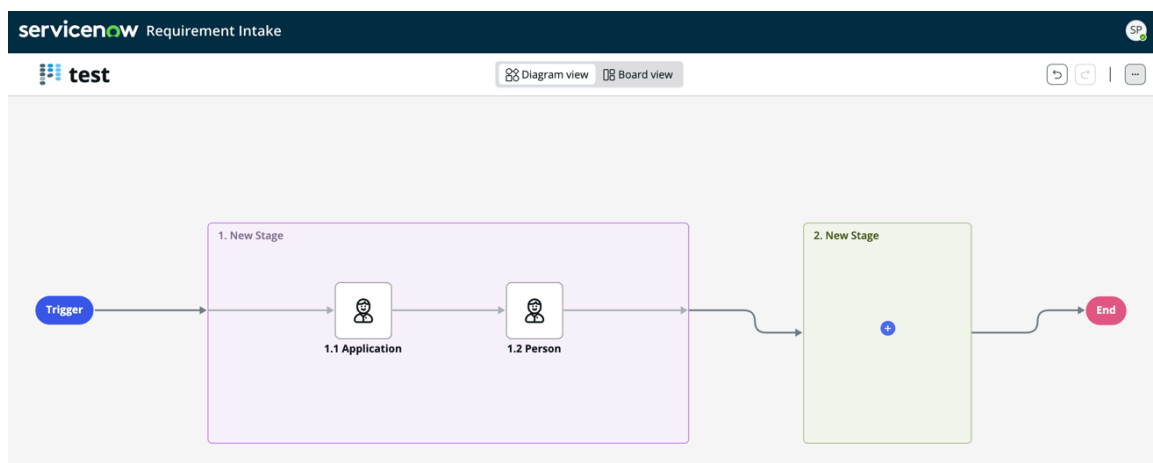 servicenow Requirement Intake
SP
test
Diagram view
Board view
1. New Stage
2. New Stage
Trigger
End
1.1 Application
1.2 Person